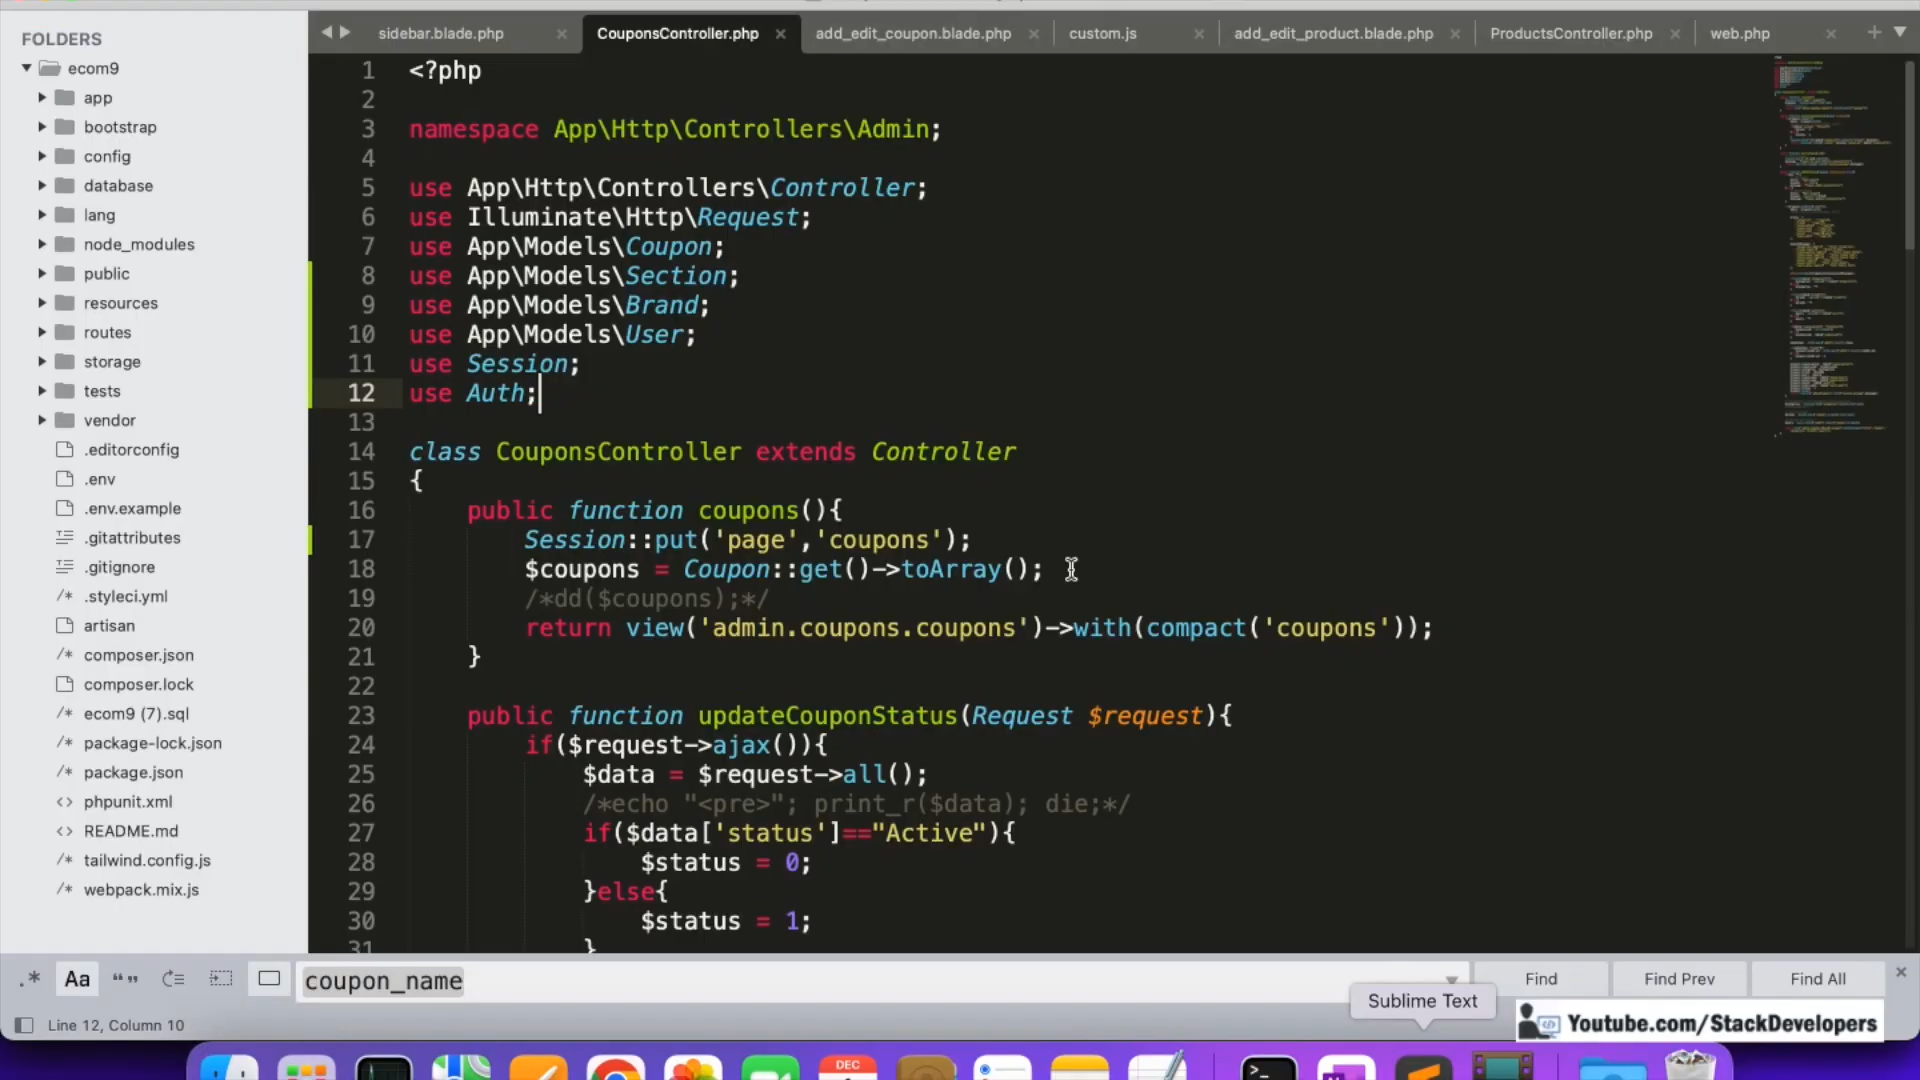 FOLDERS
ecom9
app
bootstrap
config
database
lang
node_modules
public
resources
routes
storage
tests
vendor
.editorconfig
.env
.env.example
.gitattributes
.gitignore
.styleci.yml
artisan
composer.json
composer.lock
ecom9 (7).sql
package-lock.json
package.json
phpunit.xml
README.md
tailwind.config.js
webpack.mix.js
sidebar.blade.php
CouponsController.php
add_edit_coupon.blade.php
custom.js
add_edit_product.blade.php
ProductsController.php
web.php
1 <?php
2
3 namespace App\Http\Controllers\Admin;
4
5 use App\Http\Controllers\Controller;
6 use Illuminate\Http\Request;
7 use App\Models\Coupon;
8 use App\Models\Section;
9 use App\Models\Brand;
10 use App\Models\User;
11 use Session;
12 use Auth;
13
14 class CouponsController extends Controller
15 {
16 public function coupons(){
17 Session::put('page','coupons');
18 $coupons = Coupon::get()->toArray();
19 /*dd($coupons);*/
20 return view('admin.coupons.coupons')->with(compact('coupons'));
21 }
22
23 public function updateCouponStatus(Request $request){
24 if($request->ajax()){
25 $data = $request->all();
26 /*echo "<pre>"; print_r($data); die;*/
27 if($data['status']=="Active"){
28 $status = 0;
29 }else{
30 $status = 1;
31 }
.* Aa “ ” coupon_name Find Find Prev Find All
Sublime Text
Line 12, Column 10
Youtube.com/StackDevelopers
DEC